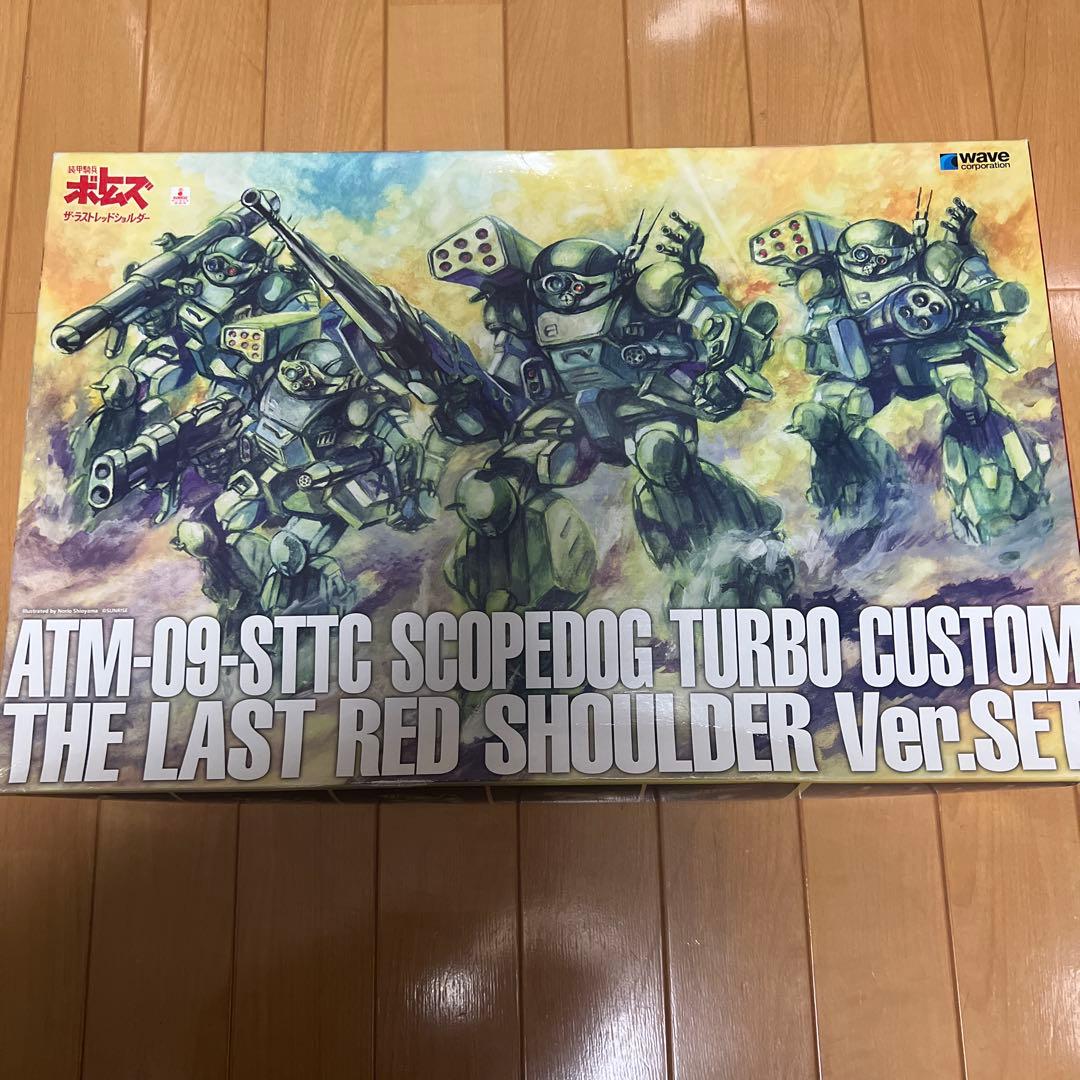 装甲騎兵
ボトムズ
ザ・ラストレッドショルダー
SUNRISE
wave
corporation
Illustrated by Norio Shioyama ©SUNRISE
ATM-09-STTC SCOPEDOG TURBO CUSTOM
THE LAST RED SHOULDER Ver.SET